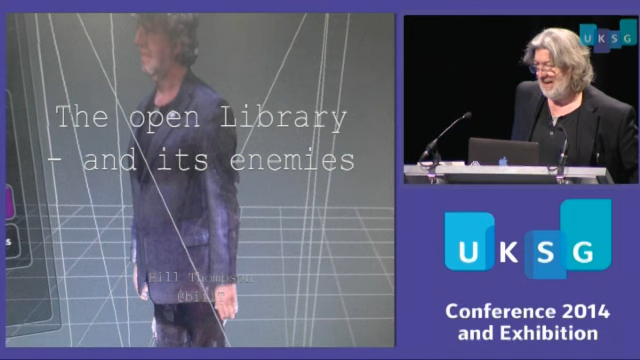 The open Library
- and its enemies
Bill Thompson
UKSG
UKSG
Conference 2014
and Exhibition